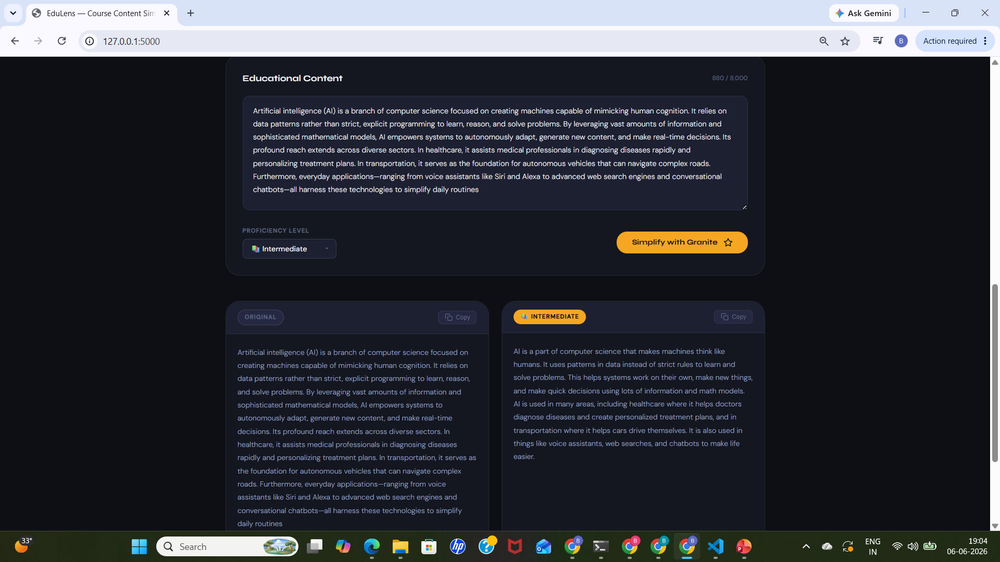 EduLens — Course Content Sim
Ask Gemini
127.0.0.1:5000
B
Action required
Educational Content
880 / 8,000
Artificial intelligence (AI) is a branch of computer science focused on creating machines capable of mimicking human cognition. It relies on
data patterns rather than strict, explicit programming to learn, reason, and solve problems. By leveraging vast amounts of information and
sophisticated mathematical models, AI empowers systems to autonomously adapt, generate new content, and make real-time decisions. Its
profound reach extends across diverse sectors. In healthcare, it assists medical professionals in diagnosing diseases rapidly and
personalizing treatment plans. In transportation, it serves as the foundation for autonomous vehicles that can navigate complex roads.
Furthermore, everyday applications—ranging from voice assistants like Siri and Alexa to advanced web search engines and conversational
chatbots—all harness these technologies to simplify daily routines
PROFICIENCY LEVEL
Intermediate
Simplify with Granite
ORIGINAL
Copy
Artificial intelligence (AI) is a branch of computer science focused on
creating machines capable of mimicking human cognition. It relies on
data patterns rather than strict, explicit programming to learn, reason,
and solve problems. By leveraging vast amounts of information and
sophisticated mathematical models, AI empowers systems to
autonomously adapt, generate new content, and make real-time
decisions. Its profound reach extends across diverse sectors. In
healthcare, it assists medical professionals in diagnosing diseases
rapidly and personalizing treatment plans. In transportation, it serves as
the foundation for autonomous vehicles that can navigate complex
roads. Furthermore, everyday applications—ranging from voice
assistants like Siri and Alexa to advanced web search engines and
conversational chatbots—all harness these technologies to simplify
daily routines
INTERMEDIATE
Copy
AI is a part of computer science that makes machines think like
humans. It uses patterns in data instead of strict rules to learn and
solve problems. This helps systems work on their own, make new things,
and make quick decisions using lots of information and math models.
AI is used in many areas, including healthcare where it helps doctors
diagnose diseases and create personalized treatment plans, and in
transportation where it helps cars drive themselves. It is also used in
things like voice assistants, web searches, and chatbots to make life
easier.
33°
Search
hp
B
B
B
B
P
ENG
IN
19:04
06-06-2026